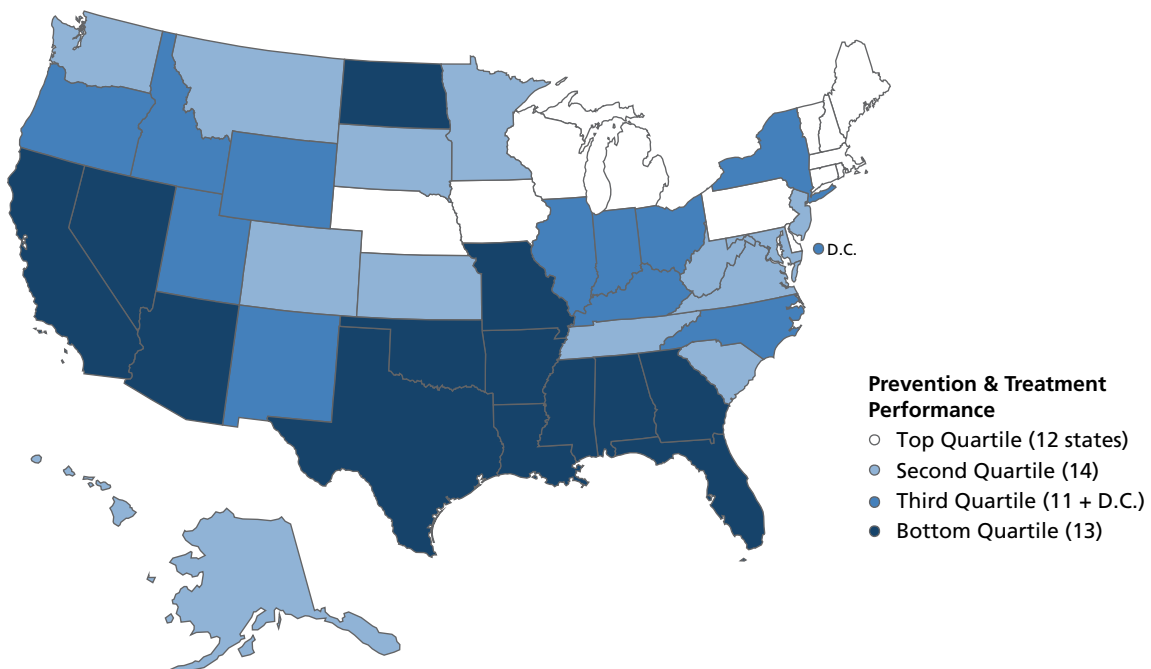 D.C.
Prevention & Treatment
Performance
Top Quartile (12 states)
Second Quartile (14)
Third Quartile (11 + D.C.)
Bottom Quartile (13)